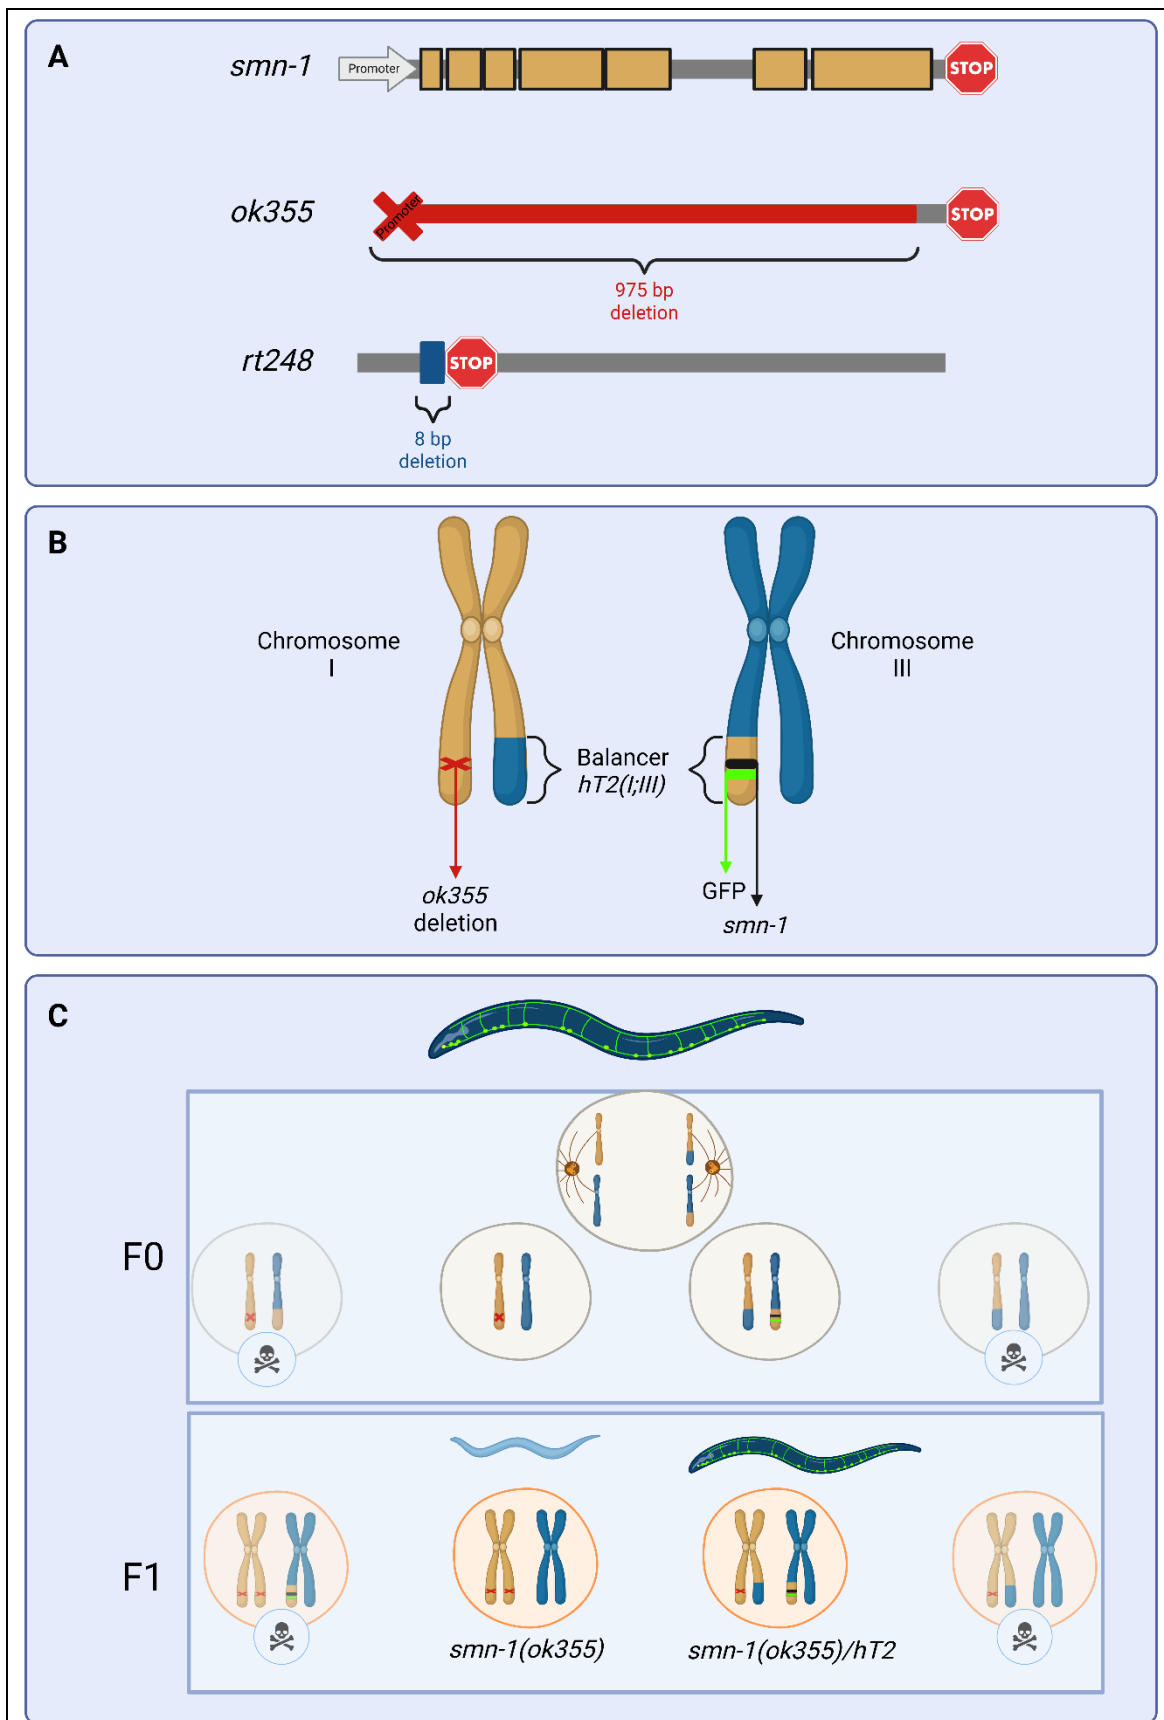 A
smn-1
Promoter
STOP
ok355
Promoter
STOP
975 bp
deletion
rt248
STOP
8 bp
deletion
B
Chromosome
I
Chromosome
III
Balancer
hT2(I;III)
ok355
deletion
GFP
smn-1
C
F0
F1
smn-1(ok355)
smn-1(ok355)/hT2